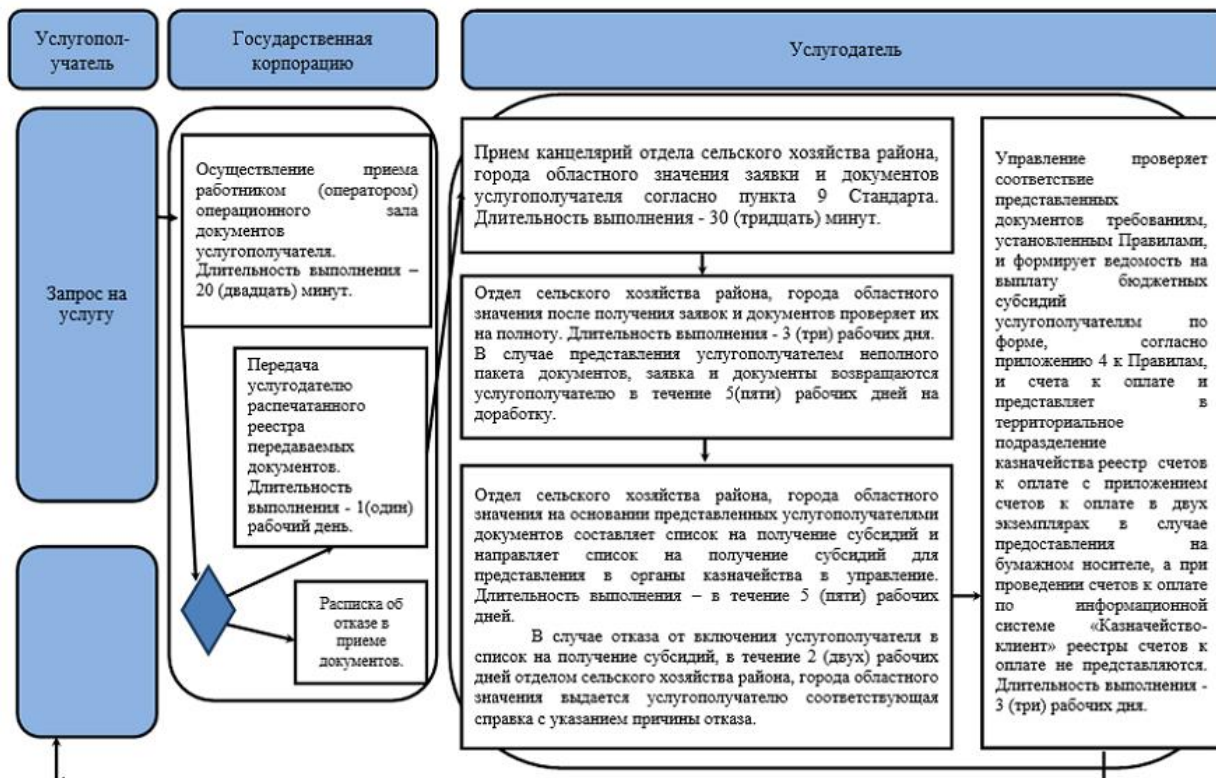 Услугопол-
учатель
Государственная
корпорацию
Услугодатель
Запрос на
услугу
Осуществление приема
работником (оператором)
операционного зала
документов
услугополучателя.
Длительность выполнения –
20 (двадцать) минут.
Передача
услугодателю
распечатанного
реестра
передаваемых
документов.
Длительность
выполнения - 1(один)
рабочий день.
Расписка об
отказе в
приеме
документов.
Прием канцелярий отдела сельского хозяйства района,
города областного значения заявки и документов
услугополучателя согласно пункта 9 Стандарта.
Длительность выполнения - 30 (тридцать) минут.
Отдел сельского хозяйства района, города областного
значения после получения заявок и документов проверяет их
на полноту. Длительность выполнения - 3 (три) рабочих дня.
В случае представления услугополучателем неполного
пакета документов, заявка и документы возвращаются
услугополучателю в течение 5(пяти) рабочих дней на
доработку.
Отдел сельского хозяйства района, города областного
значения на основании представленных услугополучателями
документов составляет список на получение субсидий и
направляет список на получение субсидий для
представления в органы казначейства в управление.
Длительность выполнения – в течение 5 (пяти) рабочих
дней.
В случае отказа от включения услугополучателя в
список на получение субсидий, в течение 2 (двух) рабочих
дней отделом сельского хозяйства района, города областного
значения выдается услугополучателю соответствующая
справка с указанием причины отказа.
Управление проверяет
соответствие
представленных
документов требованиям,
установленным Правилами,
и формирует ведомость на
выплату бюджетных
субсидий
услугополучателям по
форме, согласно
приложению 4 к Правилам,
и счета к оплате и
представляет в
территориальное
подразделение
казначейства реестр счетов
к оплате с приложением
счетов к оплате в двух
экземплярах в случае
предоставления на
бумажном носителе, а при
проведении счетов к оплате
по информационной
системе «Казначейство-
клиент» реестры счетов к
оплате не представляются.
Длительность выполнения -
3 (три) рабочих дня.